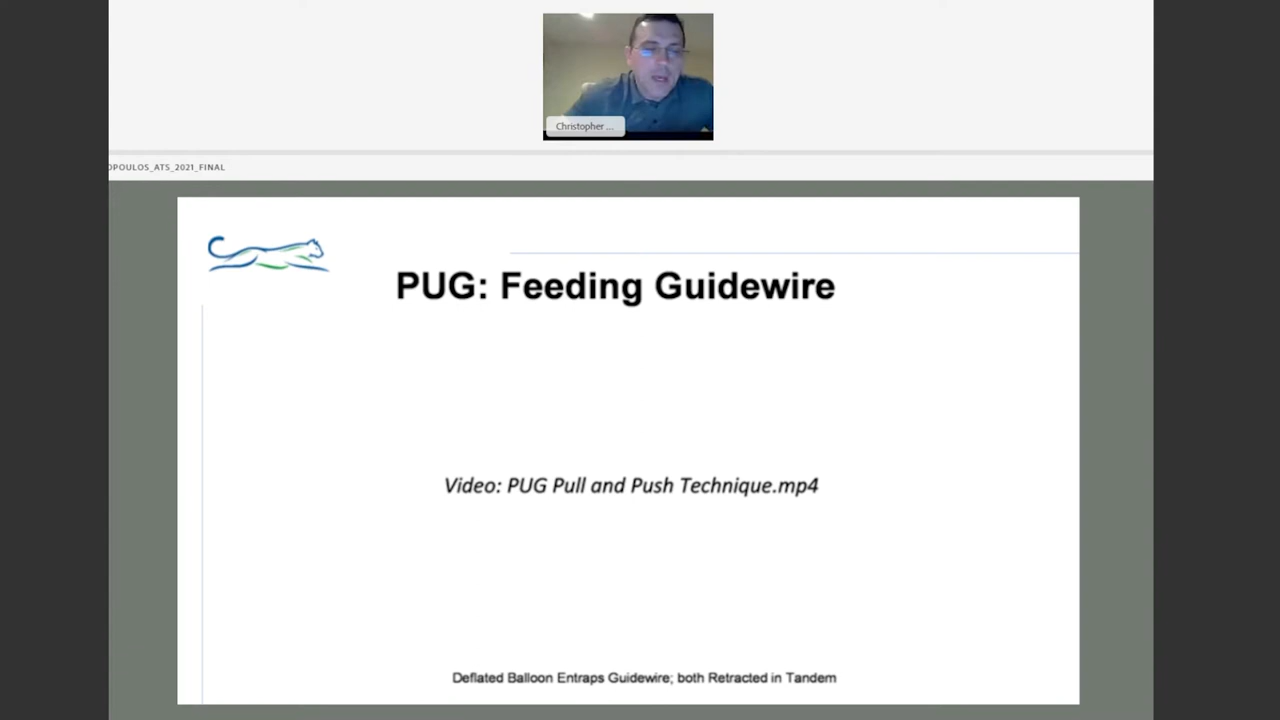 Christopher ...
OPOULOS_ATS_2021_FINAL
PUG: Feeding Guidewire
Video: PUG Pull and Push Technique.mp4
Deflated Balloon Entraps Guidewire; both Retracted in Tandem